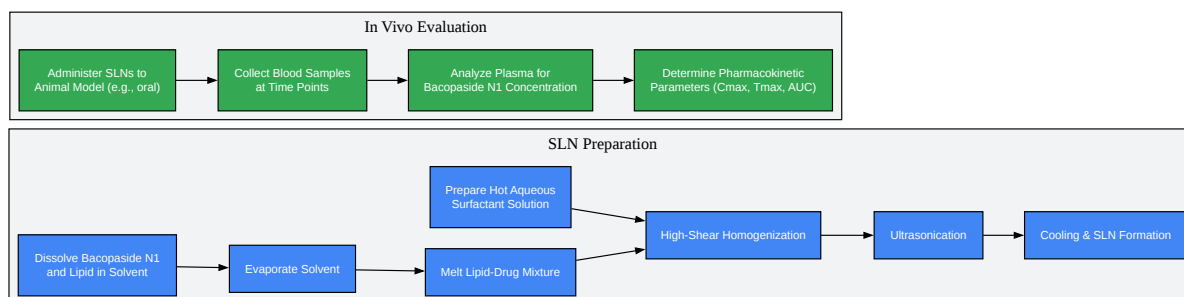 In Vivo Evaluation
Administer SLNs to
Animal Model (e.g., oral)
Collect Blood Samples
at Time Points
Analyze Plasma for
Bacopaside N1 Concentration
Determine Pharmacokinetic
Parameters (Cmax, Tmax, AUC)
SLN Preparation
Dissolve Bacopaside N1
and Lipid in Solvent
Evaporate Solvent
Prepare Hot Aqueous
Surfactant Solution
Melt Lipid-Drug Mixture
High-Shear Homogenization
Ultrasonication
Cooling & SLN Formation